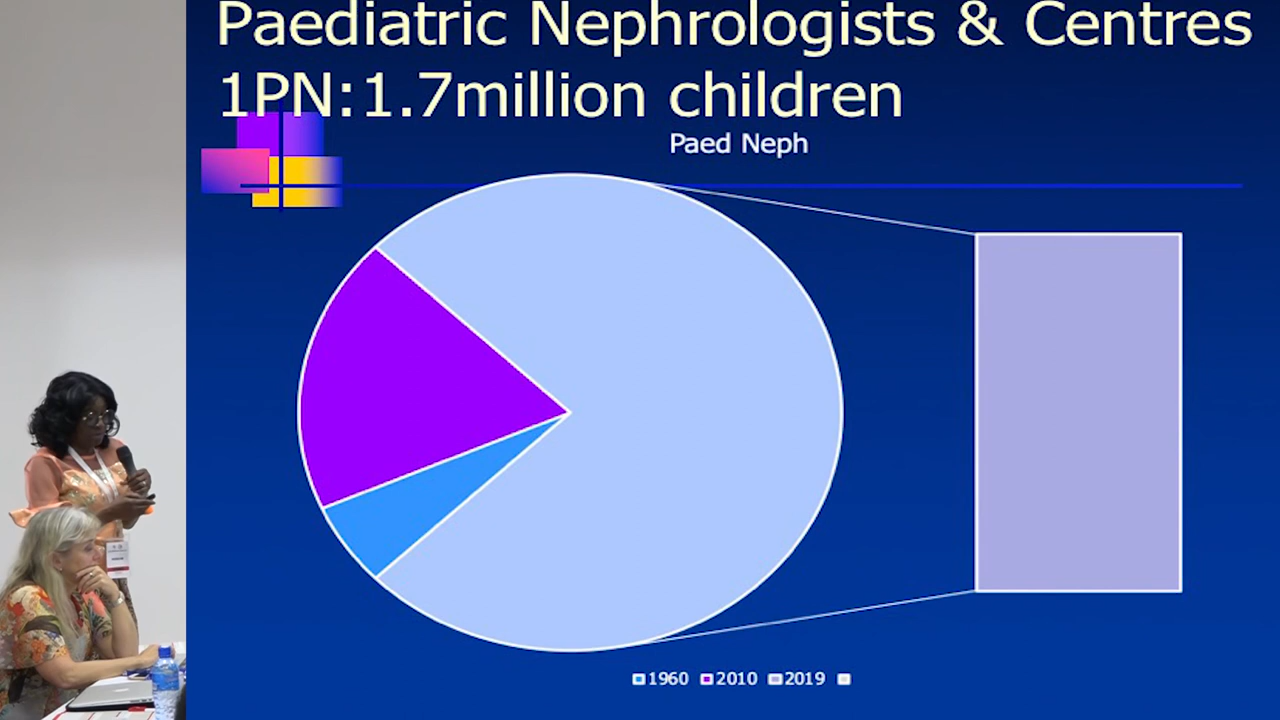 Paediatric Nephrologists & Centres
1PN:1.7million children
Paed Neph
1960 2010 2019